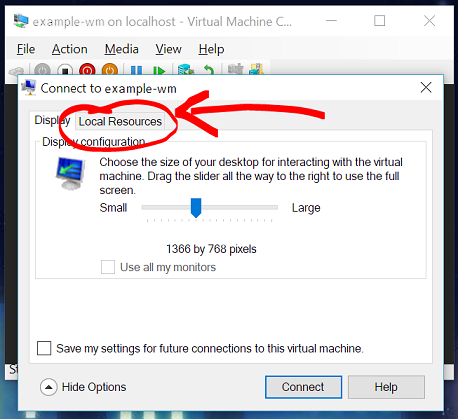 example-wm on localhost - Virtual Machine C...
File Action Media View Help
Connect to example-wm
Display Local Resources
Display configuration
Choose the size of your desktop for interacting with the virtual
machine. Drag the slider all the way to the right to use the full
screen.
Small Large
1366 by 768 pixels
Use all my monitors
Save my settings for future connections to this virtual machine.
St
Hide Options Connect Help